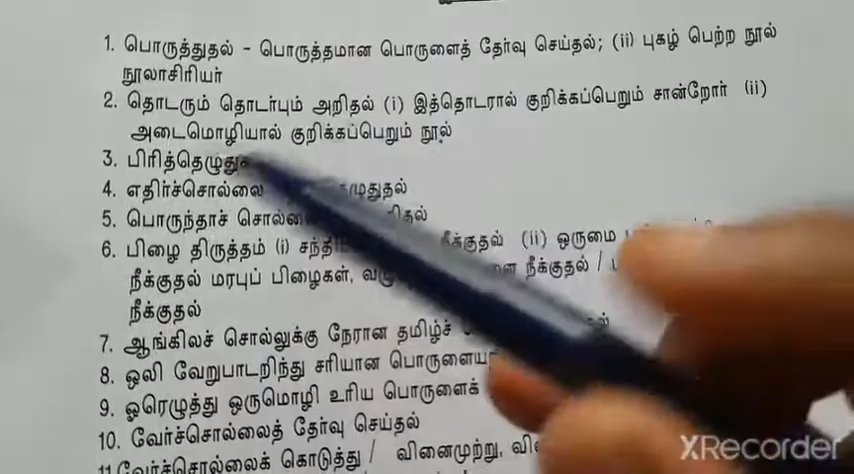 1. பொருத்துதல் - பொருத்தமான பொருளைத் தேர்வு செய்தல்; (ii) புகழ் பெற்ற நூல்
நூலாசிரியர்
2. தொடரும் தொடர்பும் அறிதல் (i) இத்தொடரால் குறிக்கப்பெறும் சான்றோர் (ii)
அடைமொழியால் குறிக்கப்பெறும் நூல்
3. பிரித்தெழுதுக
4. எதிர்ச்சொல்லை
5. பொருந்தாச்
6. பிழை திருத்தம் (i) நீக்குதல் (ii) ஒருமை
நீக்குதல் மரபுப் பிழைகள், நீக்குதல் /
நீக்குதல்
7. ஆங்கிலச் சொல்லுக்கு நேரான தமிழ்ச்
8. ஒலி வேறுபாடறிந்து சரியான
9. ஓரெழுத்து ஒருமொழி உரிய பொருளைக்
10. வேர்ச்சொல்லைத் தேர்வு செய்தல்
11 வேர்ச்சொல்லைக் கொடுத்து / வினைமுற்று,
XRecorder